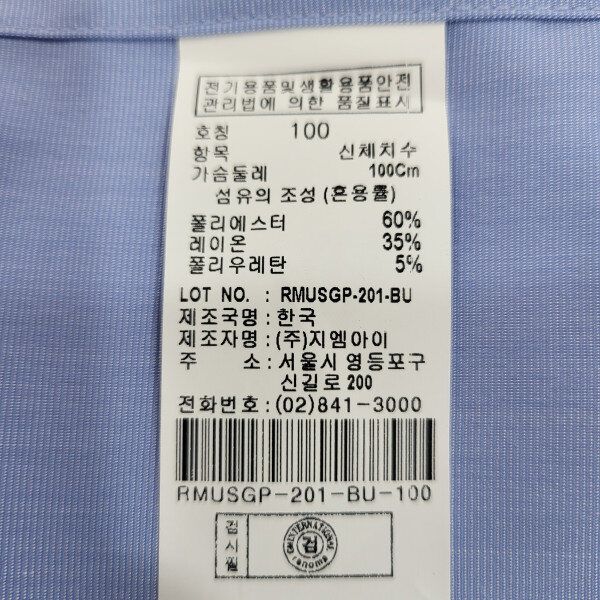 전기용품및생활용품안전
관리법에 의한 품질표시
호칭 100
항목 신체치수
가슴둘레 100Cm
섬유의 조성(혼용률)
폴리에스터 60%
레이온 35%
폴리우레탄 5%
LOT NO. : RMUSGP-201-BU
제조국명 : 한국
제조자명 : (주)지엠아이
주 소 : 서울시 영등포구
신길로 200
전화번호 : (02)841-3000
RMUSGP-201-BU-100
검
시
월
INTERNATIONAL
검